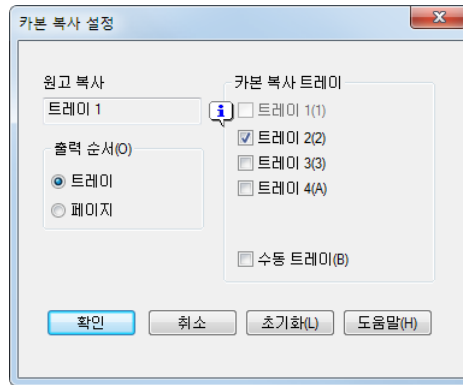 카본 복사 설정
원고 복사
트레이 1
출력 순서(O)
트레이
페이지
카본 복사 트레이
트레이 1(1)
트레이 2(2)
트레이 3(3)
트레이 4(A)
수동 트레이(B)
확인
취소
초기화(L)
도움말(H)